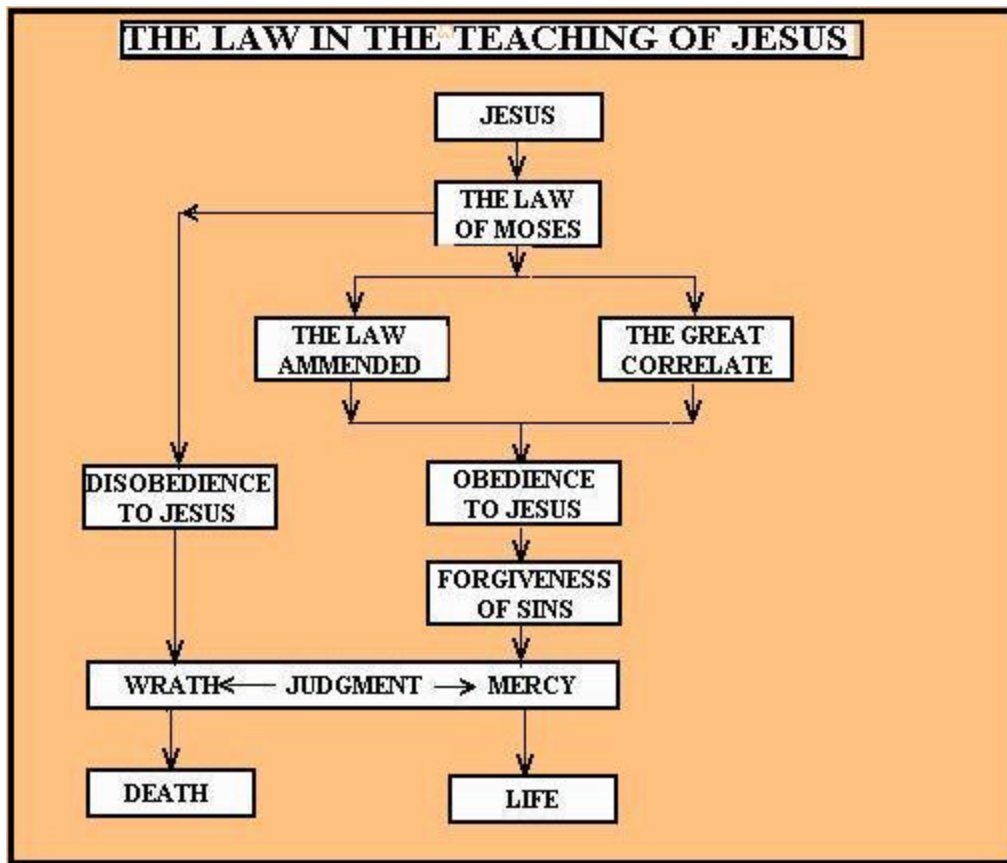 THE LAW IN THE TEACHING OF JESUS
JESUS
THE LAW
OF MOSES
THE LAW
AMMENDED
THE GREAT
CORRELATE
DISOBEDIENCE
TO JESUS
OBEDIENCE
TO JESUS
FORGIVENESS
OF SINS
WRATH JUDGMENT MERCY
DEATH
LIFE